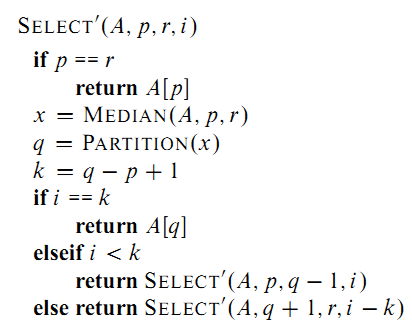 SELECT′(A, p, r, i)
if p == r
return A[p]
x = MEDIAN(A, p, r)
q = PARTITION(x)
k = q − p + 1
if i == k
return A[q]
elseif i < k
return SELECT′(A, p, q − 1, i)
else return SELECT′(A, q + 1, r, i − k)